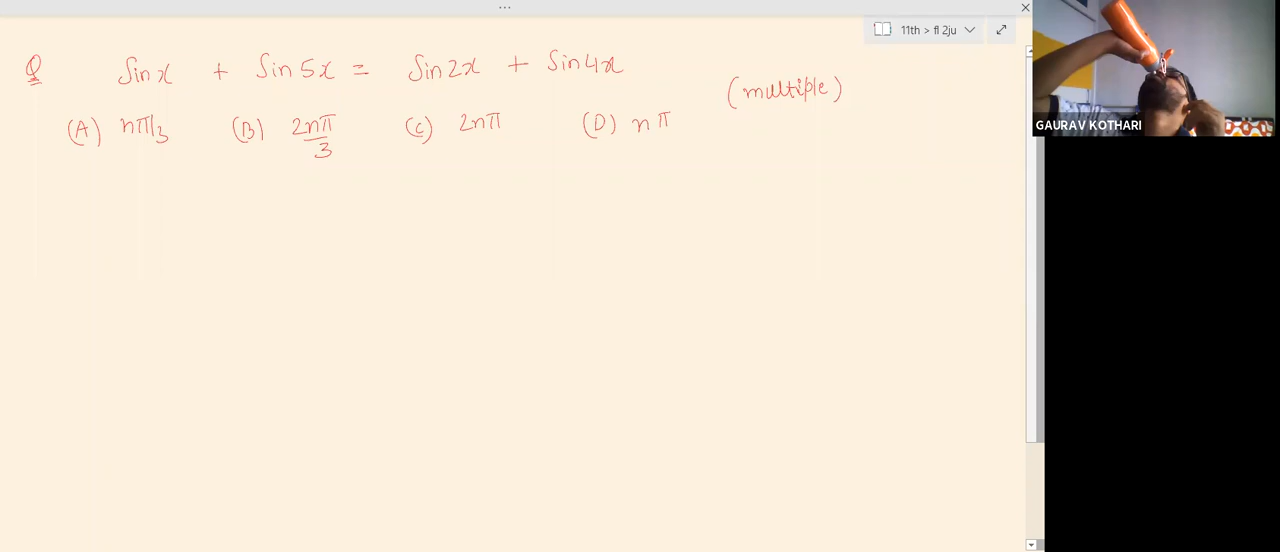 11th > fl 2ju
GAURAV KOTHARI
Q Sin x + Sin 5x = Sin 2x + Sin 4x
(multiple)
(A) nπ/3 (B) 2nπ/3 (C) 2nπ (D) nπ